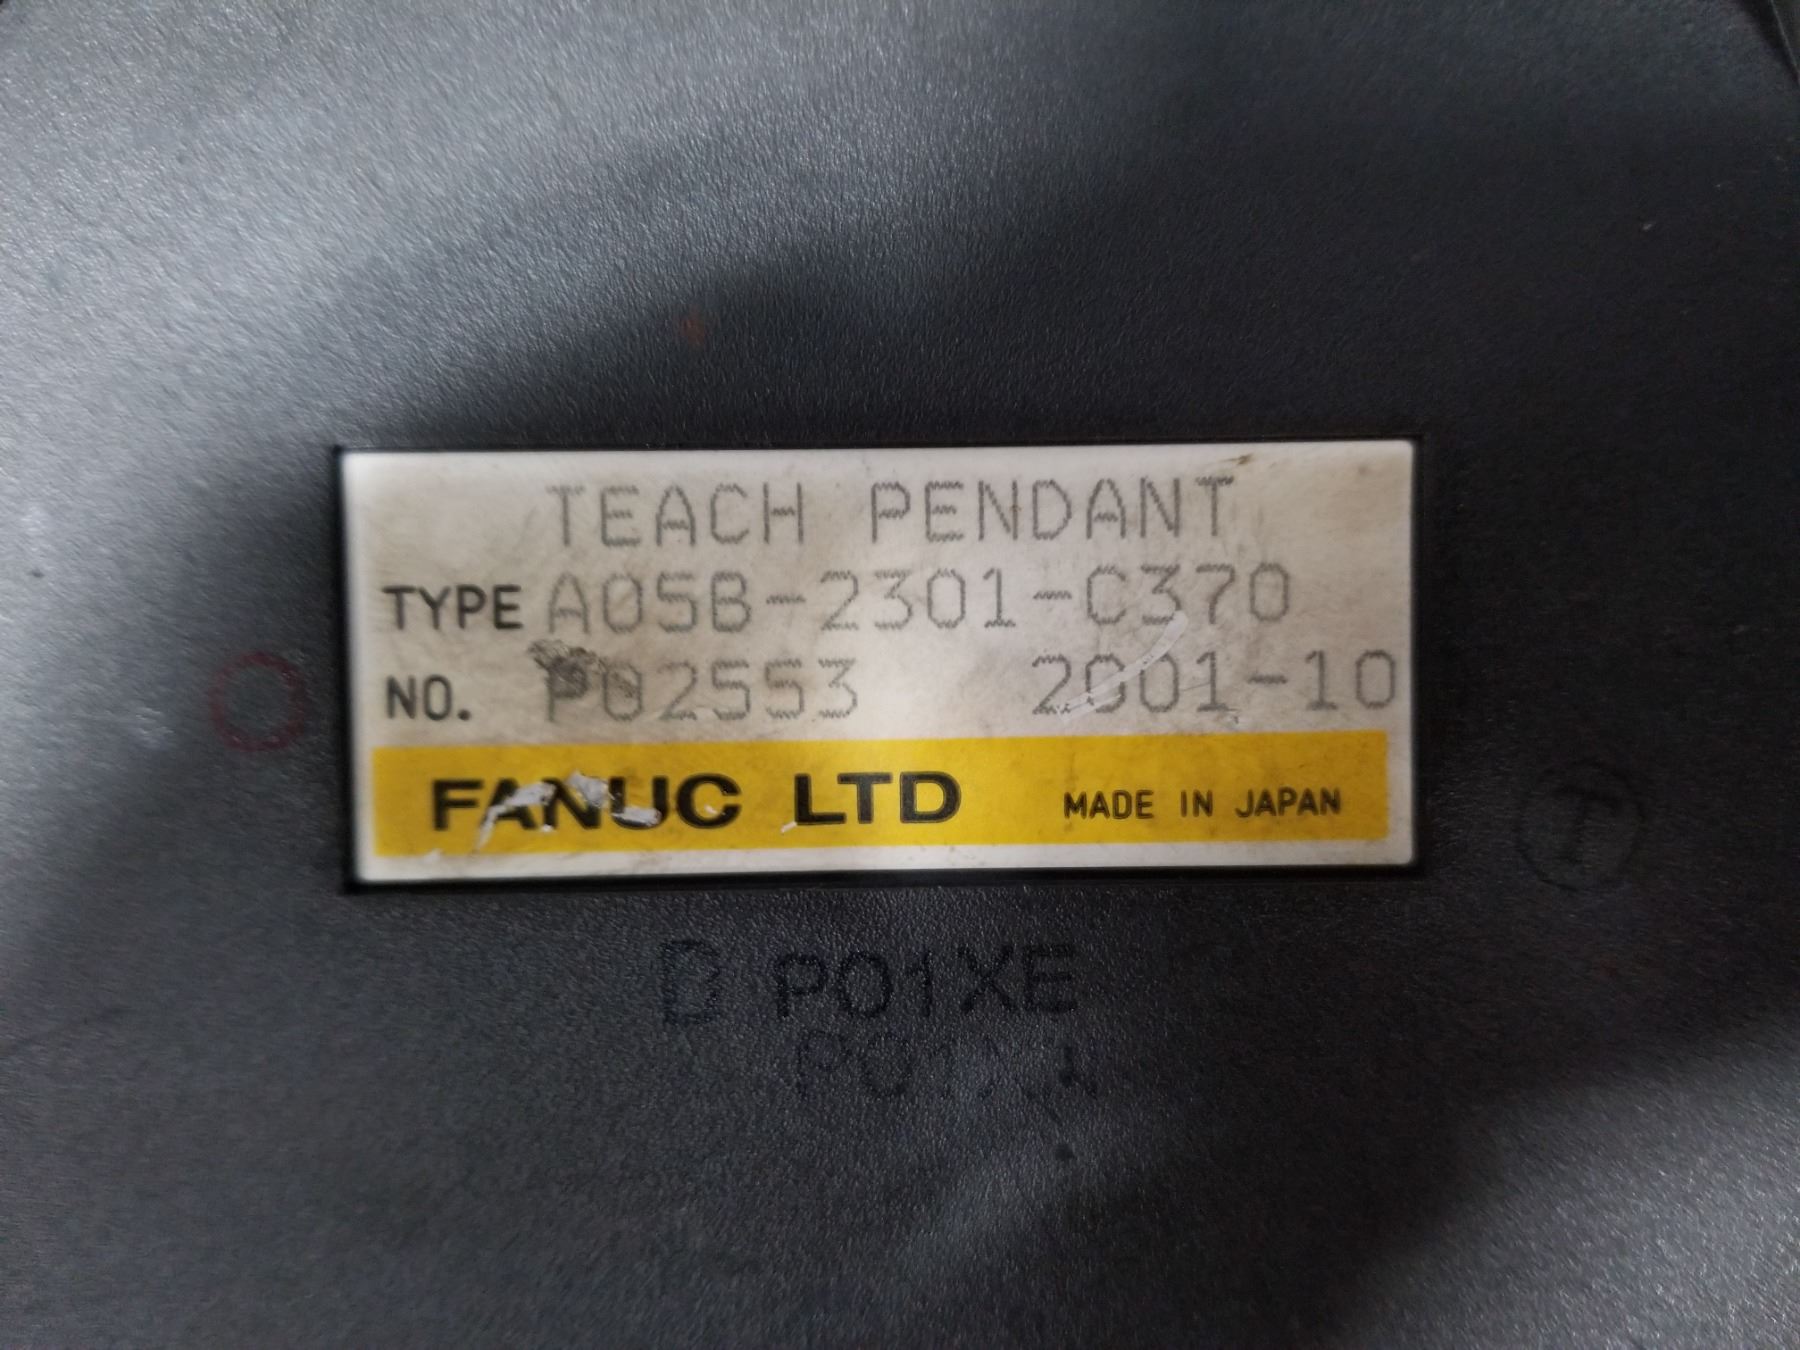 TEACH PENDANT
TYPE A05B-2301-C370
NO. P02553 2001-10
FANUC LTD MADE IN JAPAN
D P01XE